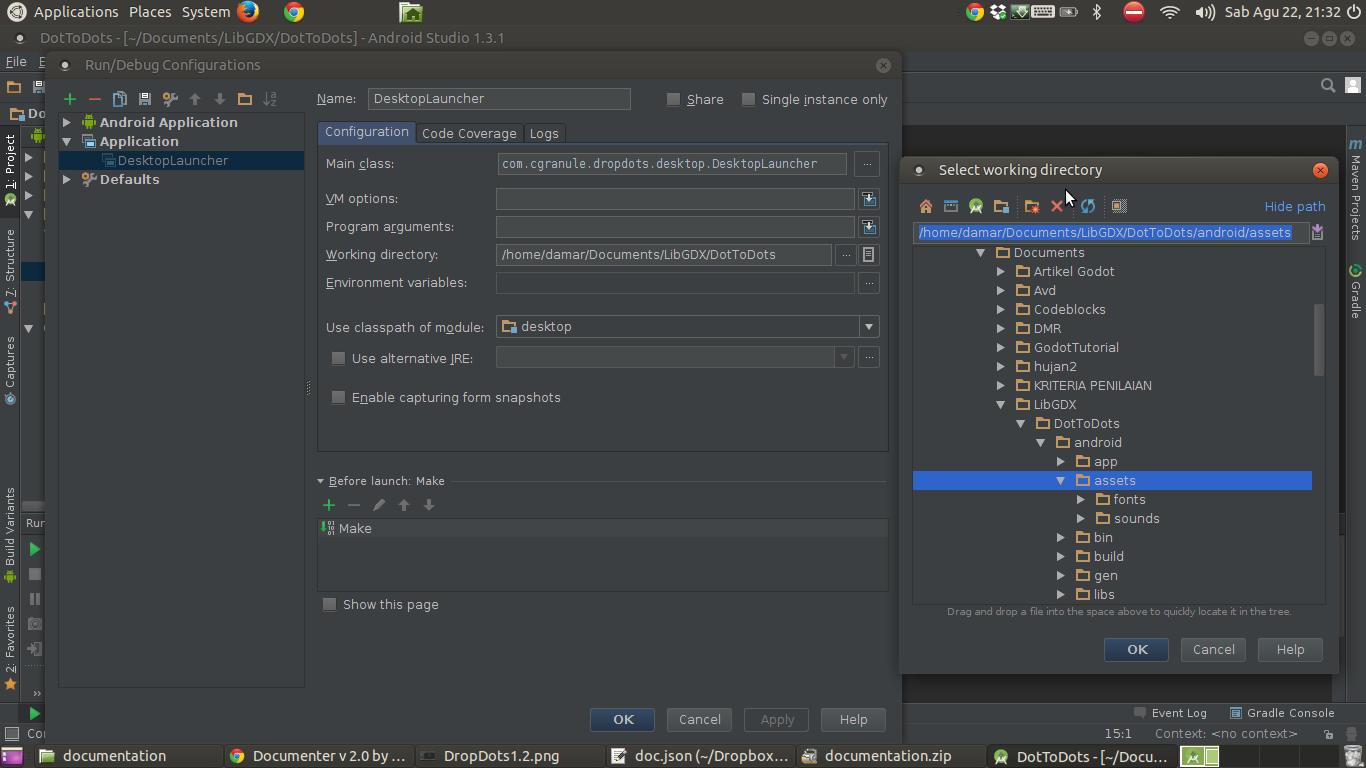 Applications Places System Sab Agu 22, 21:32
DotToDots - [~/Documents/LibGDX/DotToDots] - Android Studio 1.3.1
File
Run/Debug Configurations
Name: DesktopLauncher Share Single instance only
Android Application
Application
DesktopLauncher
Defaults
Configuration Code Coverage Logs
Main class: com.cgranule.dropdots.desktop.DesktopLauncher ...
VM options:
Program arguments:
Working directory: /home/damar/Documents/LibGDX/DotToDots ...
Environment variables: ...
Use classpath of module: desktop
Use alternative JRE: ...
Enable capturing form snapshots
Before launch: Make
Make
Show this page
OK Cancel Apply Help
Select working directory
Hide path
/home/damar/Documents/LibGDX/DotToDots/android/assets
Documents
Artikel Godot
Avd
Codeblocks
DMR
GodotTutorial
hujan2
KRITERIA PENILAIAN
LibGDX
DotToDots
android
app
assets
fonts
sounds
bin
build
gen
libs
Drag and drop a file into the space above to quickly locate it in the tree.
OK Cancel Help
1: Project
7: Structure
Captures
Build Variants
2: Favorites
Maven Projects
Gradle
Do
Run
Event Log Gradle Console
15:1 Context: <no context>
documentation Documenter v 2.0 by ... DropDots1.2.png doc.json (~/Dropbox... documentation.zip DotToDots - [~/Docu...